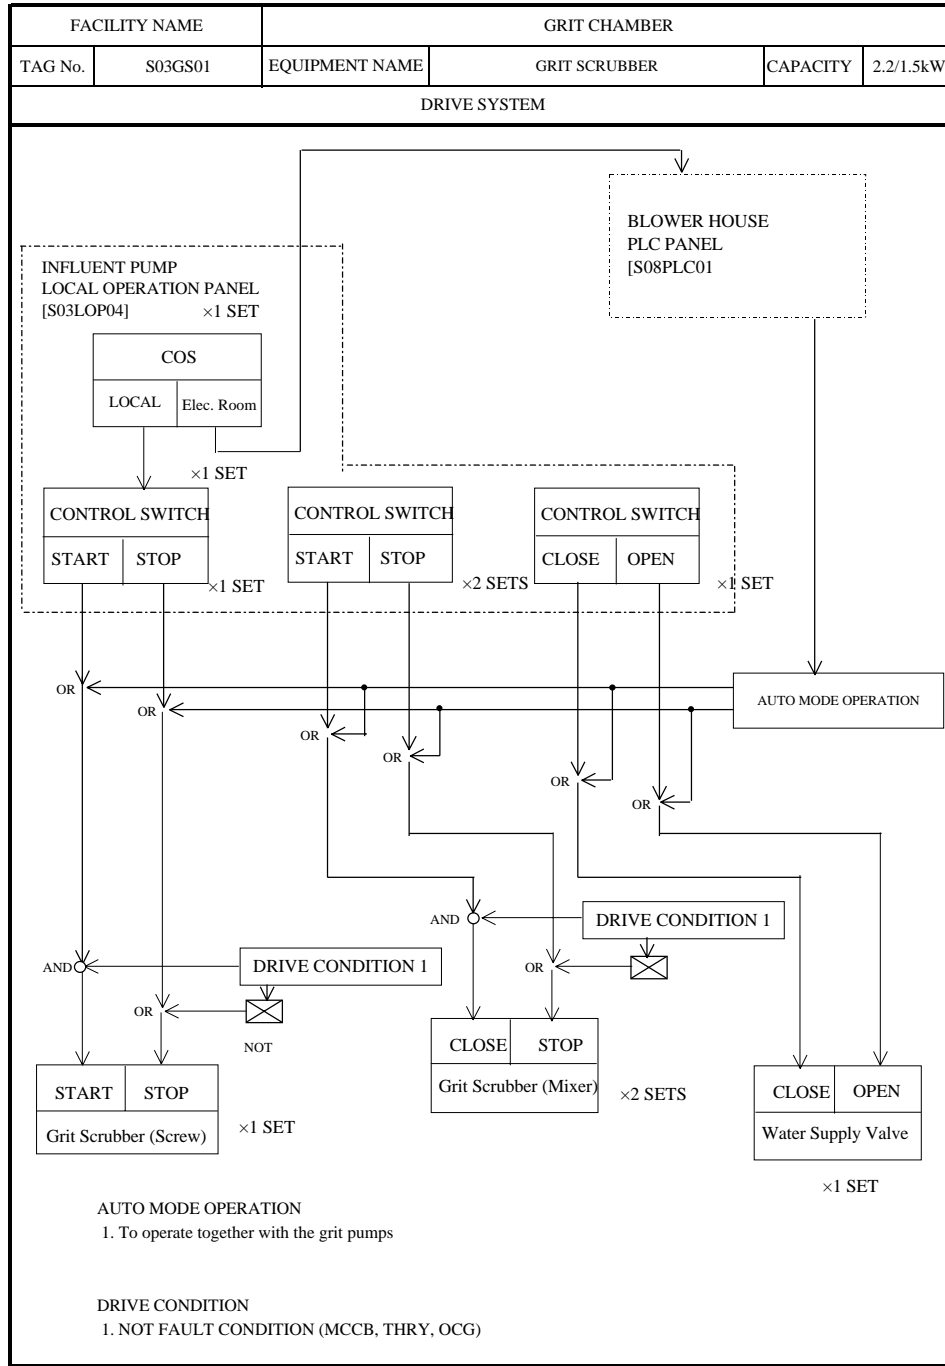 FACILITY NAME GRIT CHAMBER
TAG No. S03GS01 EQUIPMENT NAME GRIT SCRUBBER CAPACITY 2.2/1.5kW
DRIVE SYSTEM
BLOWER HOUSE
PLC PANEL
[S08PLC01
INFLUENT PUMP
LOCAL OPERATION PANEL
[S03LOP04] ×1 SET
COS
LOCAL Elec. Room
×1 SET
CONTROL SWITCH CONTROL SWITCH CONTROL SWITCH
START STOP START STOP CLOSE OPEN
×1 SET ×2 SETS ×1 SET
OR
AUTO MODE OPERATION
OR
OR
OR
OR
OR
AND DRIVE CONDITION 1
AND DRIVE CONDITION 1 OR
OR
NOT
CLOSE STOP
Grit Scrubber (Mixer) ×2 SETS
START STOP CLOSE OPEN
Grit Scrubber (Screw) ×1 SET Water Supply Valve
×1 SET
AUTO MODE OPERATION
1. To operate together with the grit pumps
DRIVE CONDITION
1. NOT FAULT CONDITION (MCCB, THRY, OCG)